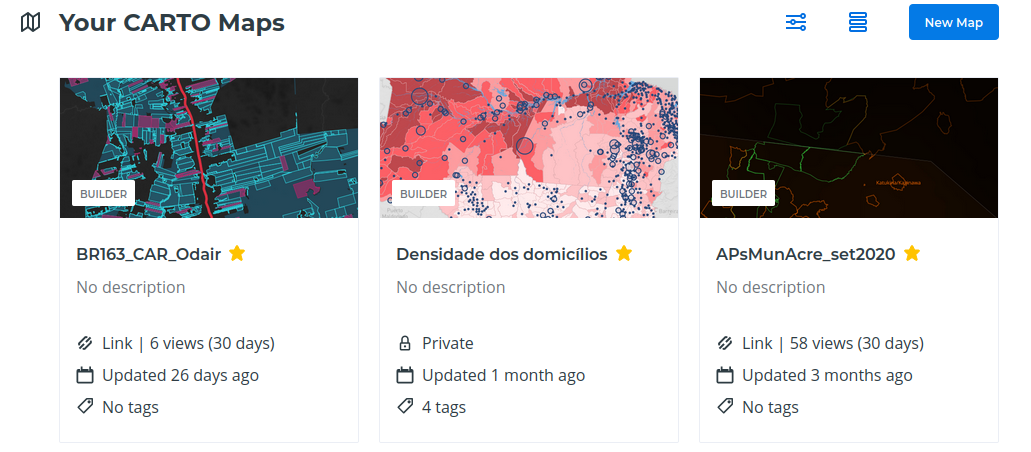 Your CARTO Maps
New Map
BUILDER
BR163_CAR_Odair
No description
Link | 6 views (30 days)
Updated 26 days ago
No tags
BUILDER
Densidade dos domicílios
No description
Private
Updated 1 month ago
4 tags
BUILDER
APsMunAcre_set2020
No description
Link | 58 views (30 days)
Updated 3 months ago
No tags